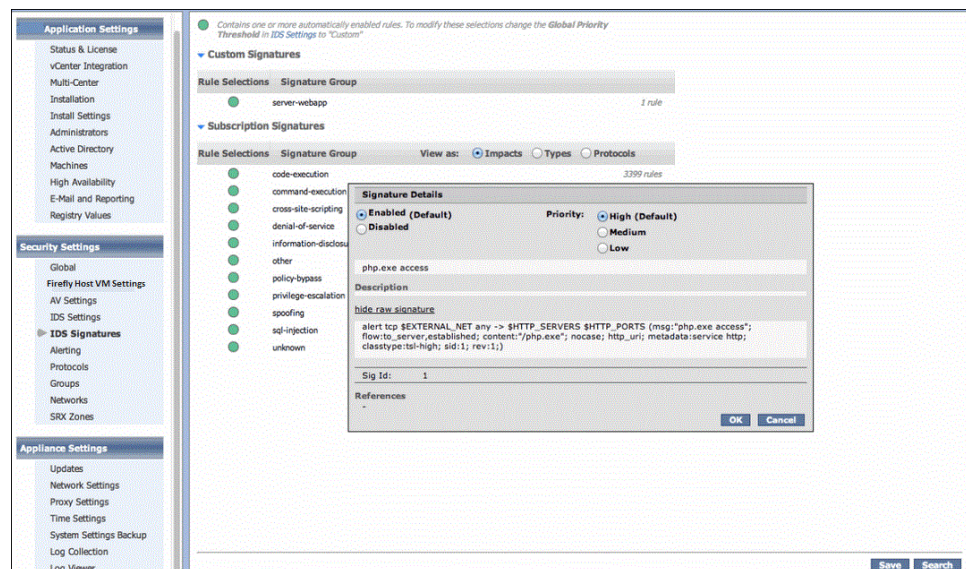 Application Settings
Status & License
vCenter Integration
Multi-Center
Installation
Install Settings
Administrators
Active Directory
Machines
High Availability
E-Mail and Reporting
Registry Values
Security Settings
Global
Firefly Host VM Settings
AV Settings
IDS Settings
IDS Signatures
Alerting
Protocols
Groups
Networks
SRX Zones
Appliance Settings
Updates
Network Settings
Proxy Settings
Time Settings
System Settings Backup
Log Collection
Log Viewer
Contains one or more automatically enabled rules. To modify these selections change the Global Priority
Threshold in IDS Settings to "Custom"
Custom Signatures
Rule Selections Signature Group
server-webapp 1 rule
Subscription Signatures
Rule Selections Signature Group View as: Impacts Types Protocols
code-execution 3399 rules
command-execution
cross-site-scripting
denial-of-service
information-disclosu
other
policy-bypass
privilege-escalation
spoofing
sql-injection
unknown
Signature Details
Enabled (Default) Priority: High (Default)
Disabled Medium
Low
php.exe access
Description
hide raw signature
alert tcp $EXTERNAL_NET any -> $HTTP_SERVERS $HTTP_PORTS (msg:"php.exe access";
flow:to_server,established; content:"/php.exe"; nocase; http_uri; metadata:service http;
classtype:tsl-high; sid:1; rev:1;)
Sig Id: 1
References
-
OK Cancel
Save Search